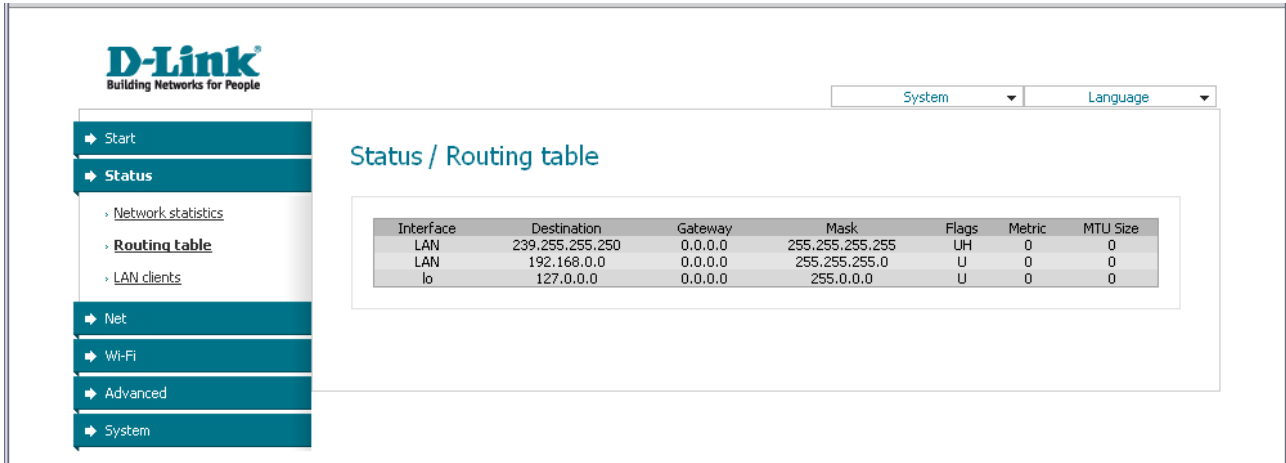 D-Link®
Building Networks for People
System Language
Start
Status
Network statistics
Routing table
LAN clients
Net
Wi-Fi
Advanced
System
Status / Routing table
Interface Destination Gateway Mask Flags Metric MTU Size
LAN 239.255.255.250 0.0.0.0 255.255.255.255 UH 0 0
LAN 192.168.0.0 0.0.0.0 255.255.255.0 U 0 0
lo 127.0.0.0 0.0.0.0 255.0.0.0 U 0 0